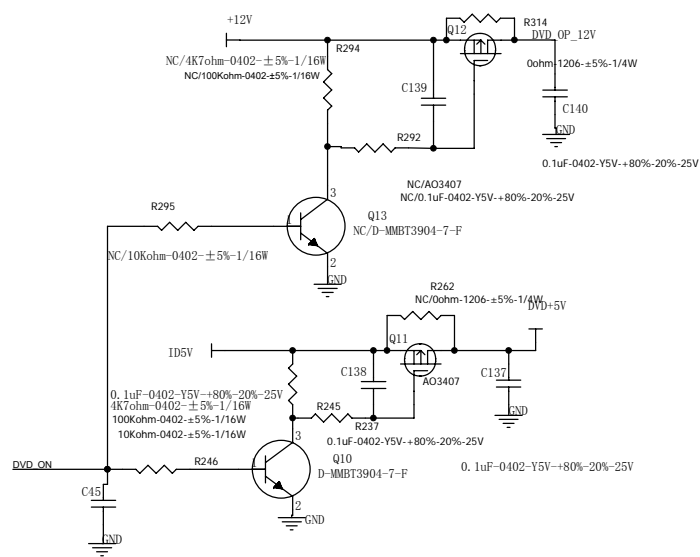 +12V
Q12
R314
R294
DVD_OP_12V
NC/4K7ohm-0402-±5%-1/16W
NC/100Kohm-0402-±5%-1/16W
0ohm-1206-±5%-1/4W
C139
C140
GND
R292
0.1uF-0402-Y5V-+80%-20%-25V
NC/AO3407
NC/0.1uF-0402-Y5V-+80%-20%-25V
3
R295
1
Q13
NC/D-MMBT3904-7-F
NC/10Kohm-0402-±5%-1/16W
2
GND
R262
NC/0ohm-1206-±5%-1/4W
DVD+5V
Q11
ID5V
C138
C137
AO3407
0.1uF-0402-Y5V-+80%-20%-25V
4K7ohm-0402-±5%-1/16W
R245
100Kohm-0402-±5%-1/16W
R237
GND
10Kohm-0402-±5%-1/16W
3
0.1uF-0402-Y5V-+80%-20%-25V
DVD_ON
R246
1
Q10
D-MMBT3904-7-F
0.1uF-0402-Y5V-+80%-20%-25V
C45
2
GND
GND